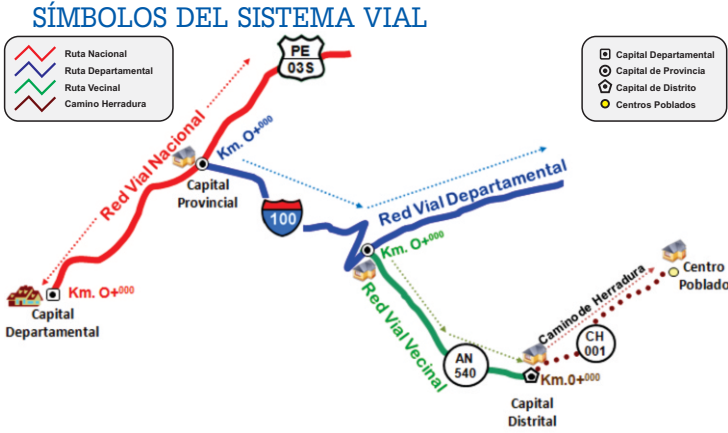 SÍMBOLOS DEL SISTEMA VIAL
Ruta Nacional
Ruta Departamental
Ruta Vecinal
Camino Herradura
PE
03S
Capital Departamental
Capital de Provincia
Capital de Distrito
Centros Poblados
Red Vial Nacional
Km. O+000
Capital
Provincial
100
Red Vial Departamental
Km. O+000
Km. O+000
Capital
Departamental
Red Vial Vecinal
Camino de Herradura
Centro
Poblado
CH
001
AN
540
Km.0+000
Capital
Distrital